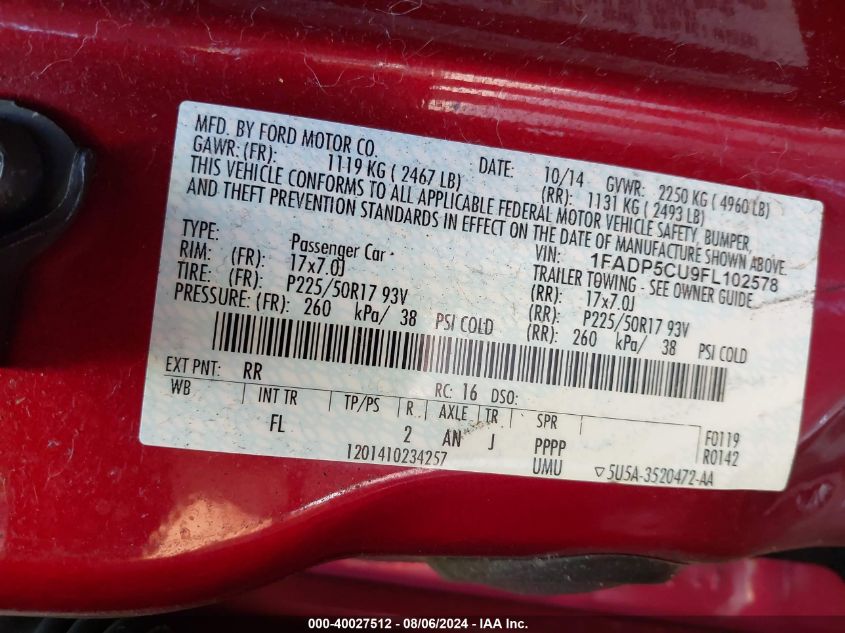 MFD. BY FORD MOTOR CO.
DATE: 10/14 GVWR: 2250 KG ( 4960 LB)
GAWR: (FR): 1119 KG ( 2467 LB) (RR): 1131 KG ( 2493 LB)
THIS VEHICLE CONFORMS TO ALL APPLICABLE FEDERAL MOTOR VEHICLE SAFETY, BUMPER,
AND THEFT PREVENTION STANDARDS IN EFFECT ON THE DATE OF MANUFACTURE SHOWN ABOVE.
VIN: 1FADP5CU9FL102578
TYPE: Passenger Car TRAILER TOWING - SEE OWNER GUIDE
RIM: (FR): 17x7.0J (RR): 17x7.0J
TIRE: (FR): P225/50R17 93V (RR): P225/50R17 93V
PRESSURE: (FR): 260 kPa/ 38 PSI COLD (RR): 260 kPa/ 38 PSI COLD
EXT PNT: RR RC: 16 DSO:
WB INT TR TP/PS R. AXLE TR SPR
FL 2 AN J PPPP F0119
1201410234257 UMU R0142
5U5A-3520472-AA
000-40027512 - 08/06/2024 - IAA Inc.